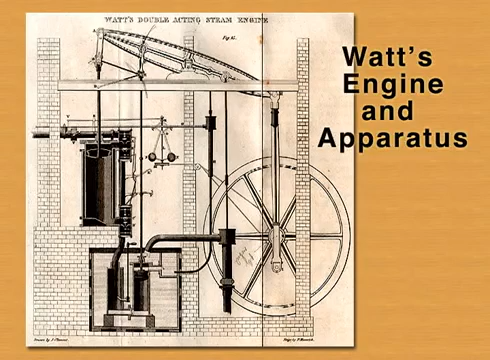 WATT'S DOUBLE ACTING STEAM ENGINE
Watt's
Engine
and
Apparatus